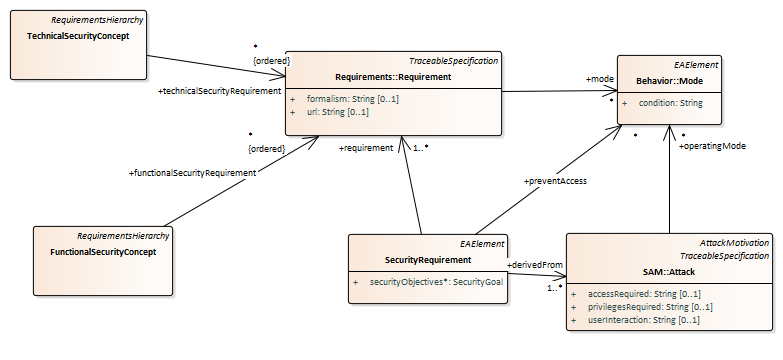 RequirementsHierarchy
TechnicalSecurityConcept
*
{ordered}
+technicalSecurityRequirement
TraceableSpecification
Requirements::Requirement
+ formalism: String [0..1]
+ url: String [0..1]
+mode
*
EAElement
Behavior::Mode
+ condition: String
*
{ordered}
+functionalSecurityRequirement
+requirement
1..*
+preventAccess
*
*
+operatingMode
RequirementsHierarchy
FunctionalSecurityConcept
EAElement
SecurityRequirement
+ securityObjectives*: SecurityGoal
+derivedFrom
1..*
AttackMotivation
TraceableSpecification
SAM::Attack
+ accessRequired: String [0..1]
+ privilegesRequired: String [0..1]
+ userInteraction: String [0..1]